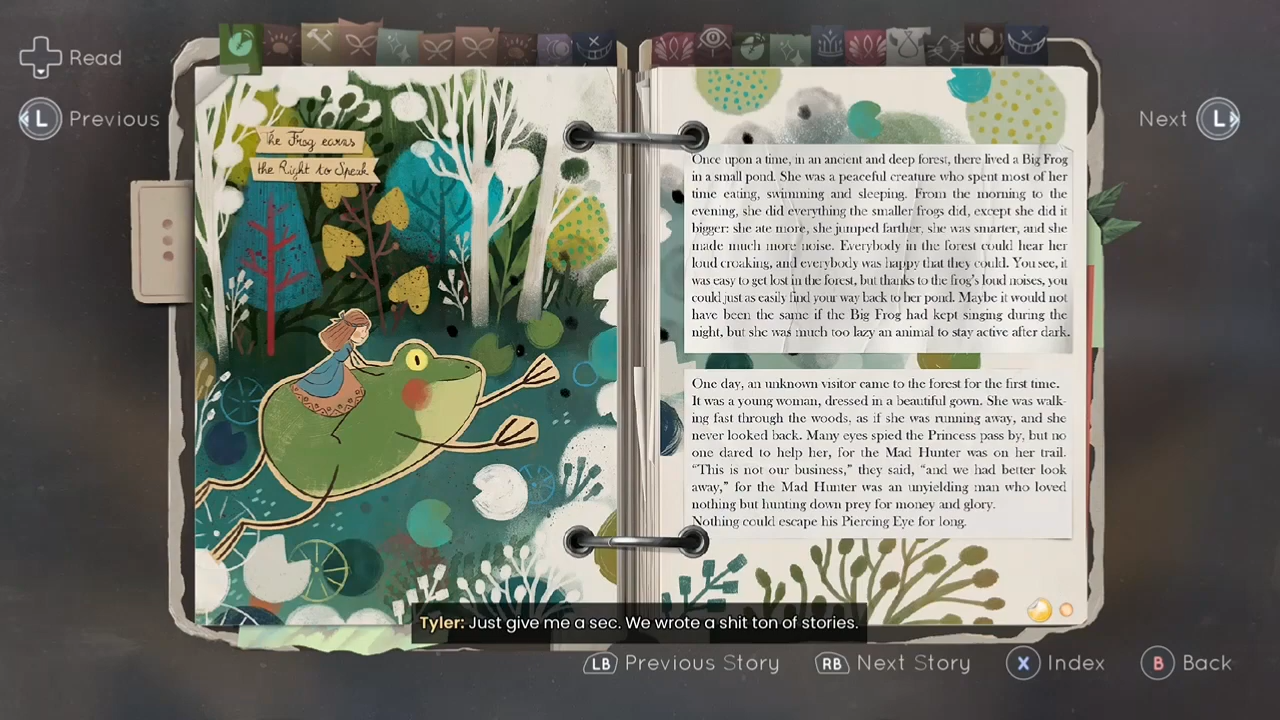 Read
L
Previous
Next
L
The Frog earns
the Right to Speak
Once upon a time, in an ancient and deep forest, there lived a Big Frog
in a small pond. She was a peaceful creature who spent most of her
time eating, swimming and sleeping. From the morning to the
evening, she did everything the smaller frogs did, except she did it
bigger: she ate more, she jumped farther, she was smarter, and she
made much more noise. Everybody in the forest could hear her
loud croaking, and everybody was happy that they could. You see, it
was easy to get lost in the forest, but thanks to the frog's loud noises, you
could just as easily find your way back to her pond. Maybe it would not
have been the same if the Big Frog had kept singing during the
night, but she was much too lazy an animal to stay active after dark.
One day, an unknown visitor came to the forest for the first time.
It was a young woman, dressed in a beautiful gown. She was walk-
ing fast through the woods, as if she was running away, and she
never looked back. Many eyes spied the Princess pass by, but no
one dared to help her, for the Mad Hunter was on her trail.
"This is not our business," they said, "and we had better look
away," for the Mad Hunter was an unyielding man who loved
nothing but hunting down prey for money and glory.
Nothing could escape his Piercing Eye for long.
Tyler: Just give me a sec. We wrote a shit ton of stories.
LB Previous Story
RB Next Story
X Index
B Back